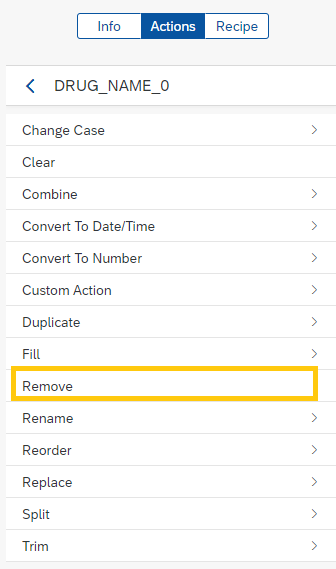 Info Actions Recipe
DRUG_NAME_0
Change Case
Clear
Combine
Convert To Date/Time
Convert To Number
Custom Action
Duplicate
Fill
Remove
Rename
Reorder
Replace
Split
Trim